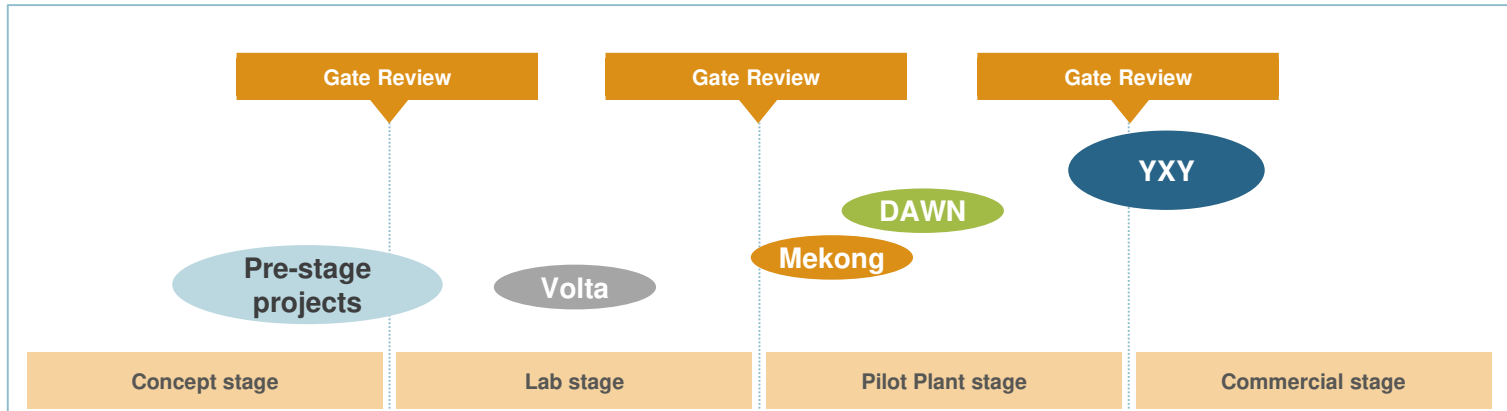 Gate Review
Gate Review
Gate Review
YXY
DAWN
Mekong
Pre-stage
projects
Volta
Concept stage
Lab stage
Pilot Plant stage
Commercial stage